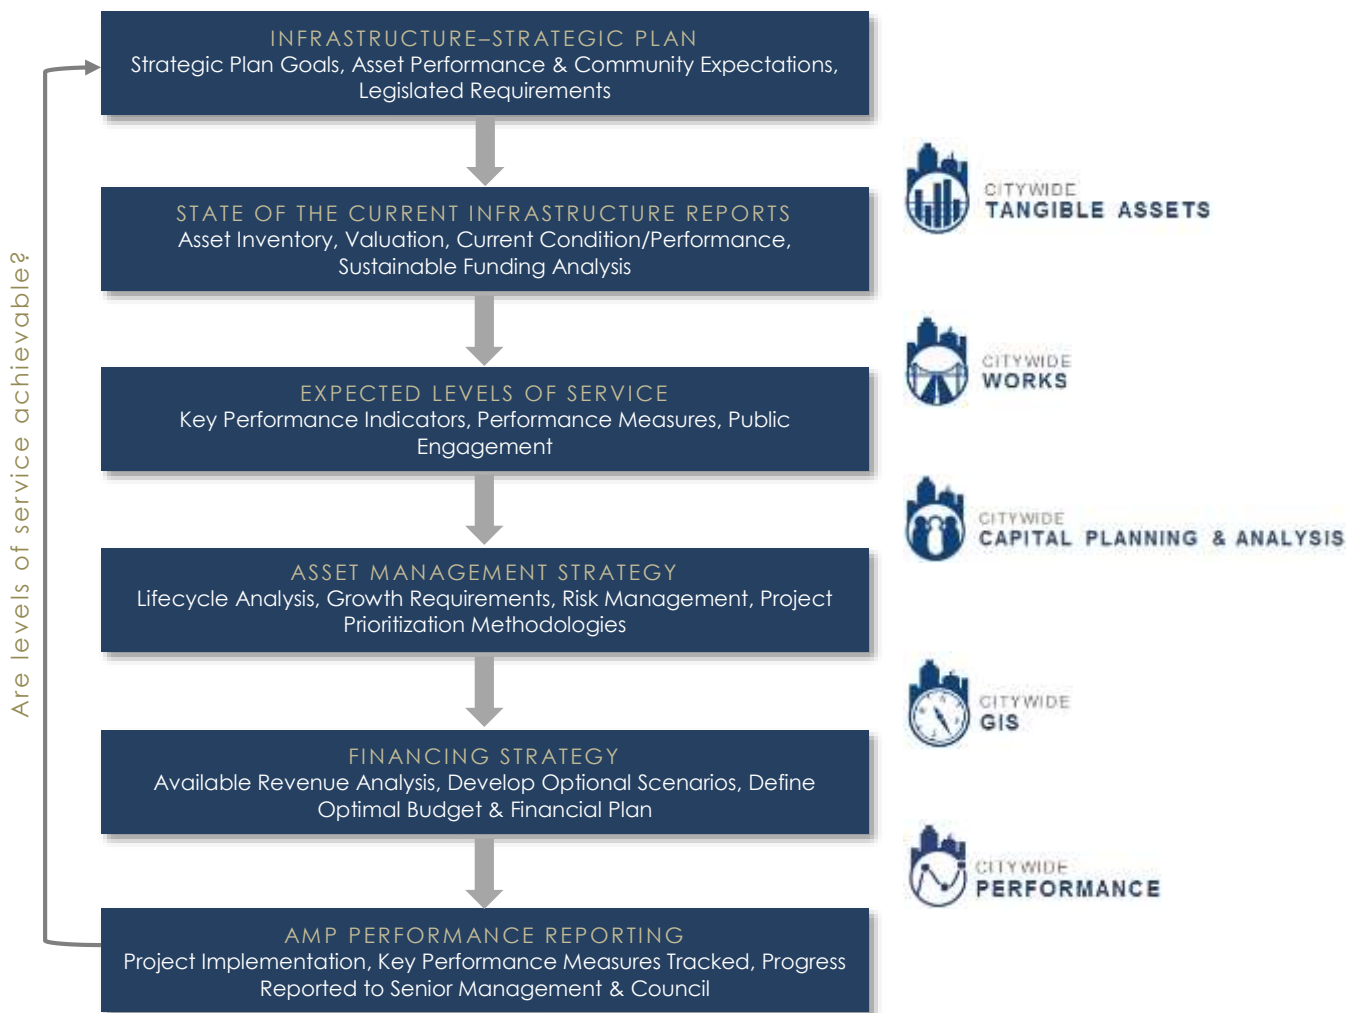 INFRASTRUCTURE–STRATEGIC PLAN
Strategic Plan Goals, Asset Performance & Community Expectations,
Legislated Requirements
STATE OF THE CURRENT INFRASTRUCTURE REPORTS
Asset Inventory, Valuation, Current Condition/Performance,
Sustainable Funding Analysis
EXPECTED LEVELS OF SERVICE
Key Performance Indicators, Performance Measures, Public
Engagement
ASSET MANAGEMENT STRATEGY
Lifecycle Analysis, Growth Requirements, Risk Management, Project
Prioritization Methodologies
FINANCING STRATEGY
Available Revenue Analysis, Develop Optional Scenarios, Define
Optimal Budget & Financial Plan
AMP PERFORMANCE REPORTING
Project Implementation, Key Performance Measures Tracked, Progress
Reported to Senior Management & Council
Are levels of service achievable?
CITYWIDE
TANGIBLE ASSETS
CITYWIDE
WORKS
CITYWIDE
CAPITAL PLANNING & ANALYSIS
CITYWIDE
GIS
CITYWIDE
PERFORMANCE